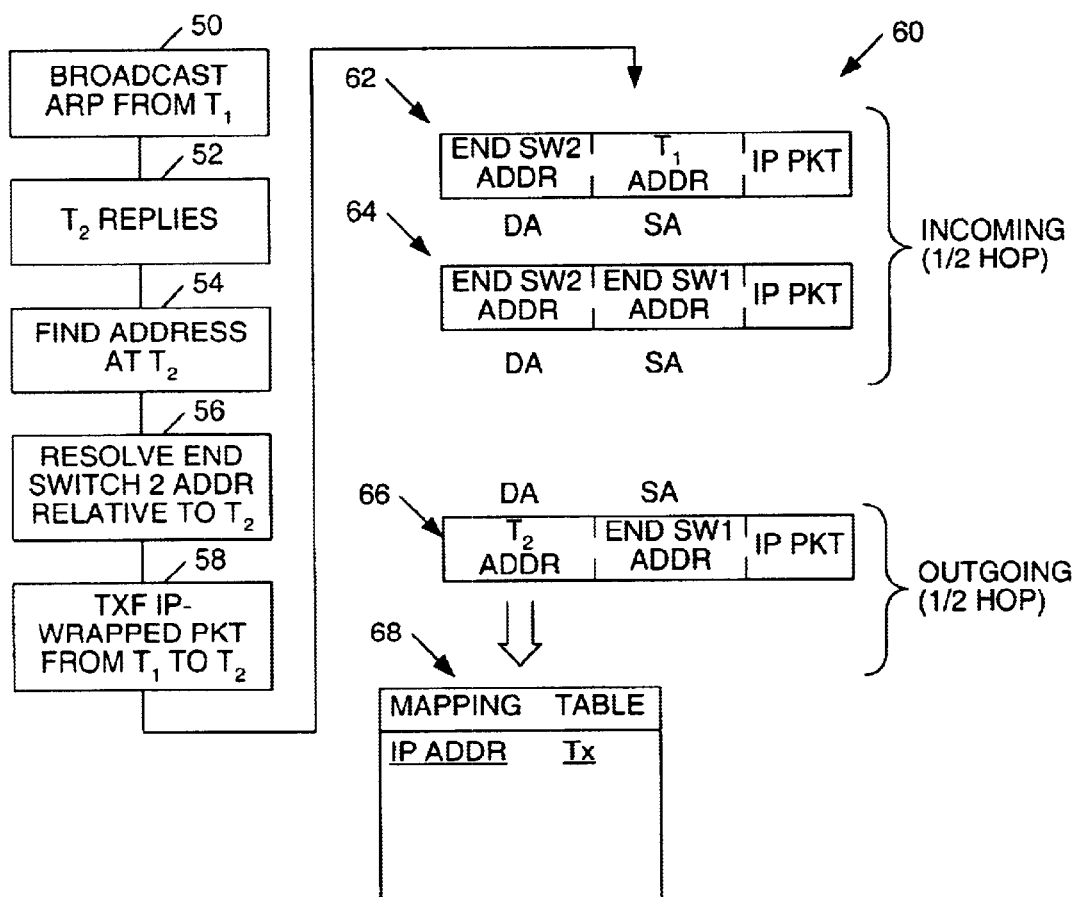 50
BROADCAST
ARP FROM T1
52
T2 REPLIES
54
FIND ADDRESS
AT T2
56
RESOLVE END
SWITCH 2 ADDR
RELATIVE TO T2
58
TXF IP-
WRAPPED PKT
FROM T1 TO T2
60
62
END SW2 ADDR
T1 ADDR
IP PKT
DA SA
64
END SW2 ADDR
END SW1 ADDR
IP PKT
DA SA
INCOMING
(1/2 HOP)
DA SA
66
T2 ADDR
END SW1 ADDR
IP PKT
OUTGOING
(1/2 HOP)
68
MAPPING TABLE
IP ADDR Tx